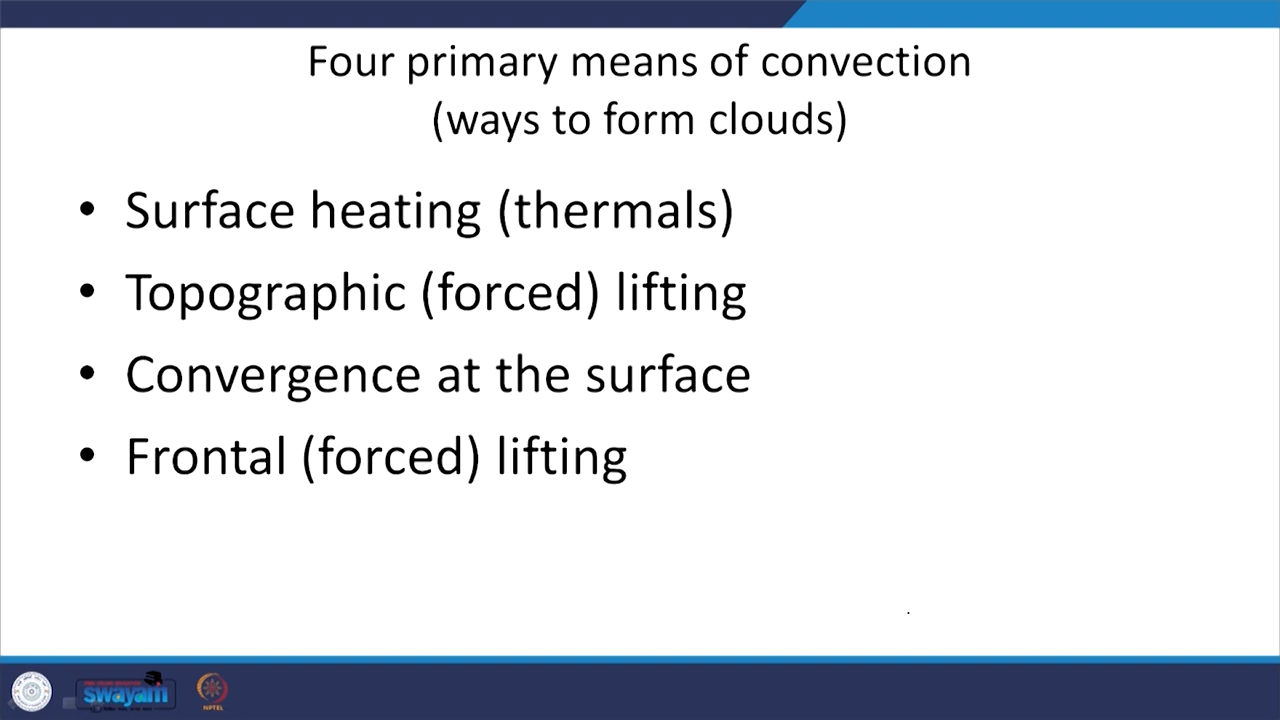 Four primary means of convection
(ways to form clouds)
• Surface heating (thermals)
• Topographic (forced) lifting
• Convergence at the surface
• Frontal (forced) lifting
swayam
NPTEL